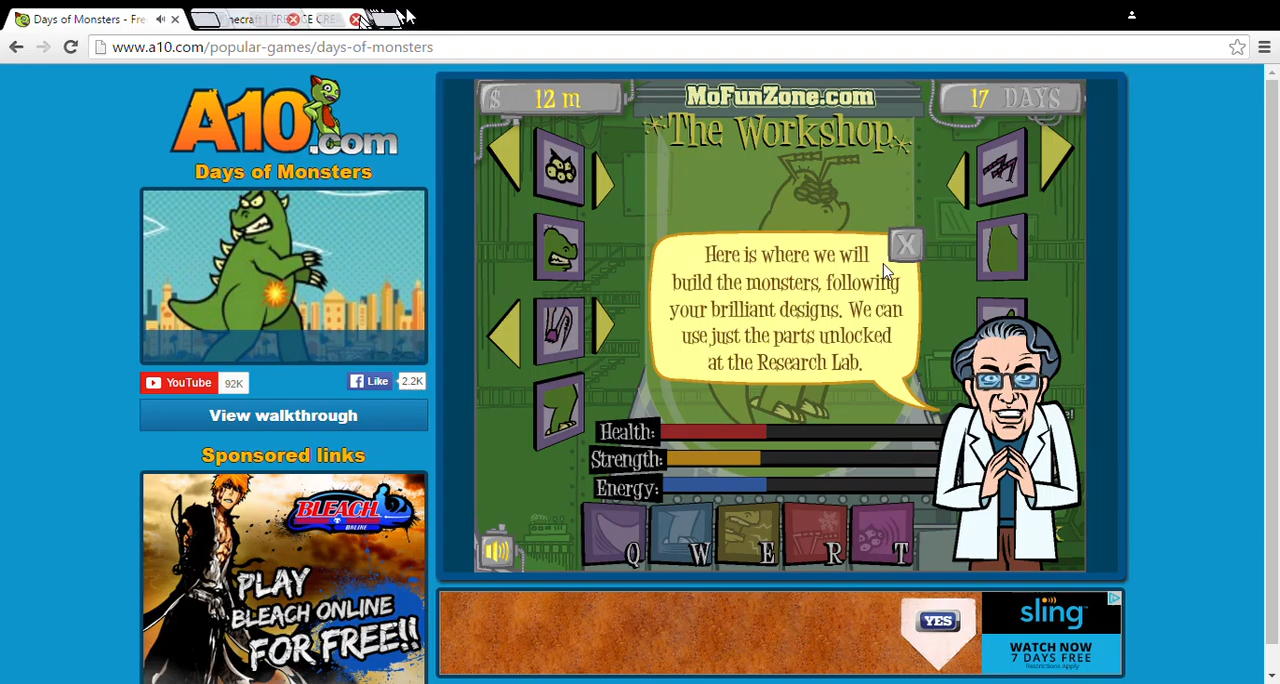 Days of Monsters - Fre
www.a10.com/popular-games/days-of-monsters
A10
.com
Days of Monsters
YouTube 92K
Like 2.2K
View walkthrough
Sponsored links
BLEACH
ONLINE
PLAY
BLEACH ONLINE
FOR FREE!!
$ 12 m
MoFunZone.com
17 DAYS
The Workshop
X
Here is where we will
build the monsters, following
your brilliant designs. We can
use just the parts unlocked
at the Research Lab.
Health:
Strength:
Energy:
Q W E R T
YES
sling
WATCH NOW
7 DAYS FREE
Restrictions Apply